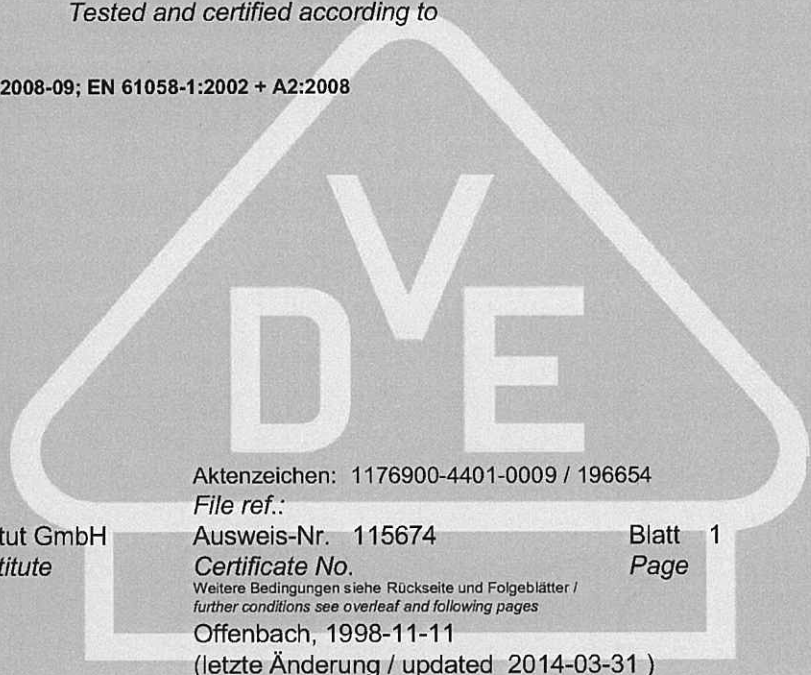 Tested and certified according to
2008-09; EN 61058-1:2002 + A2:2008
V
D E
Aktenzeichen: 1176900-4401-0009 / 196654
File ref.:
tut GmbH Ausweis-Nr. 115674 Blatt 1
titute Certificate No. Page
Weitere Bedingungen siehe Rückseite und Folgeblätter /
further conditions see overleaf and following pages
Offenbach, 1998-11-11
(letzte Änderung / updated 2014-03-31 )